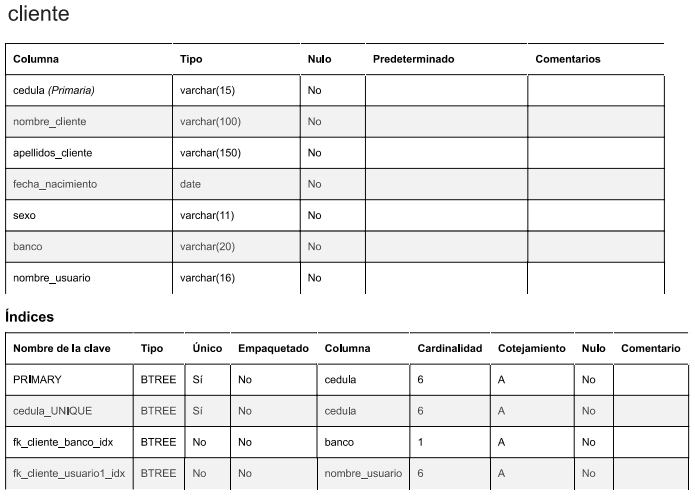 cliente
Columna Tipo Nulo Predeterminado Comentarios
cedula (Primaria) varchar(15) No
nombre_cliente varchar(100) No
apellidos_cliente varchar(150) No
fecha_nacimiento date No
sexo varchar(11) No
banco varchar(20) No
nombre_usuario varchar(16) No
Índices
Nombre de la clave Tipo Único Empaquetado Columna Cardinalidad Cotejamiento Nulo Comentario
PRIMARY BTREE Sí No cedula 6 A No
cedula_UNIQUE BTREE Sí No cedula 6 A No
fk_cliente_banco_idx BTREE No No banco 1 A No
fk_cliente_usuario1_idx BTREE No No nombre_usuario 6 A No